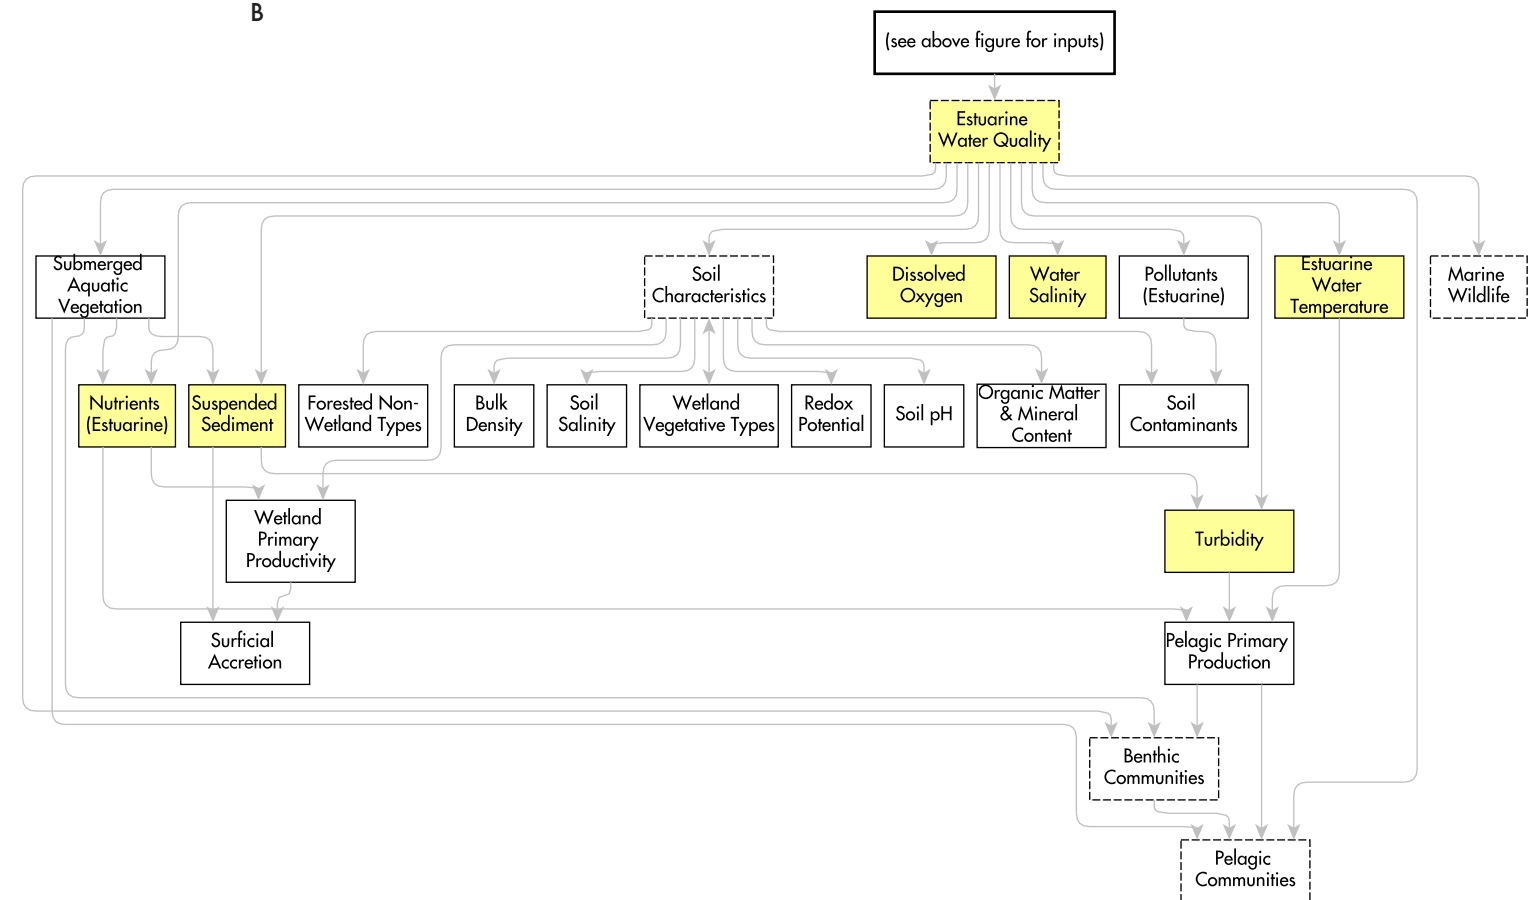 B
(see above figure for inputs)
Estuarine
Water Quality
Submerged
Aquatic
Vegetation
Soil
Characteristics
Dissolved
Oxygen
Water
Salinity
Pollutants
(Estuarine)
Estuarine
Water
Temperature
Marine
Wildlife
Nutrients
(Estuarine)
Suspended
Sediment
Forested Non-
Wetland Types
Bulk
Density
Soil
Salinity
Wetland
Vegetative Types
Redox
Potential
Soil pH
Organic Matter
& Mineral
Content
Soil
Contaminants
Wetland
Primary
Productivity
Turbidity
Surficial
Accretion
Pelagic Primary
Production
Benthic
Communities
Pelagic
Communities